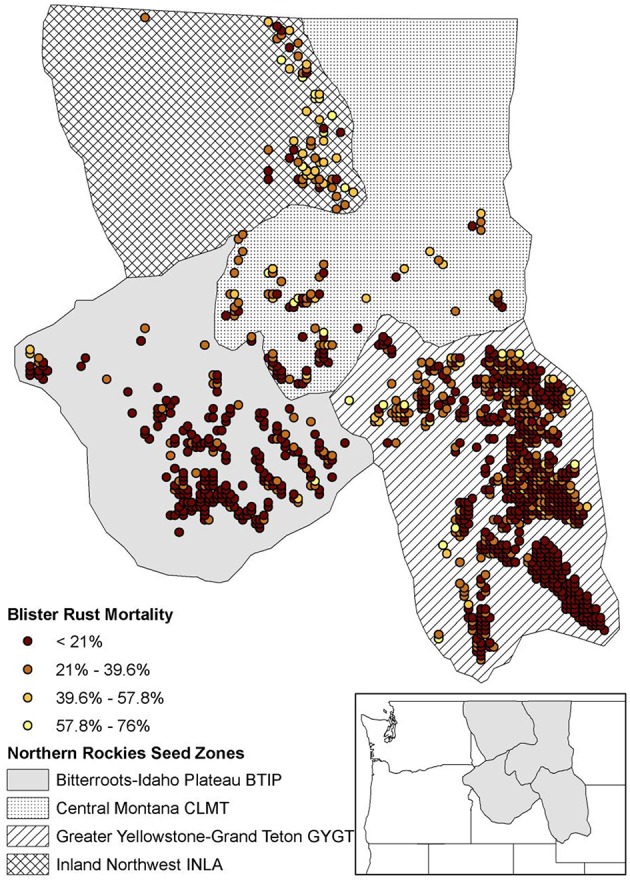 Blister Rust Mortality
< 21%
21% - 39.6%
39.6% - 57.8%
57.8% - 76%
Northern Rockies Seed Zones
Bitterroots-Idaho Plateau BTIP
Central Montana CLMT
Greater Yellowstone-Grand Teton GYGT
Inland Northwest INLA